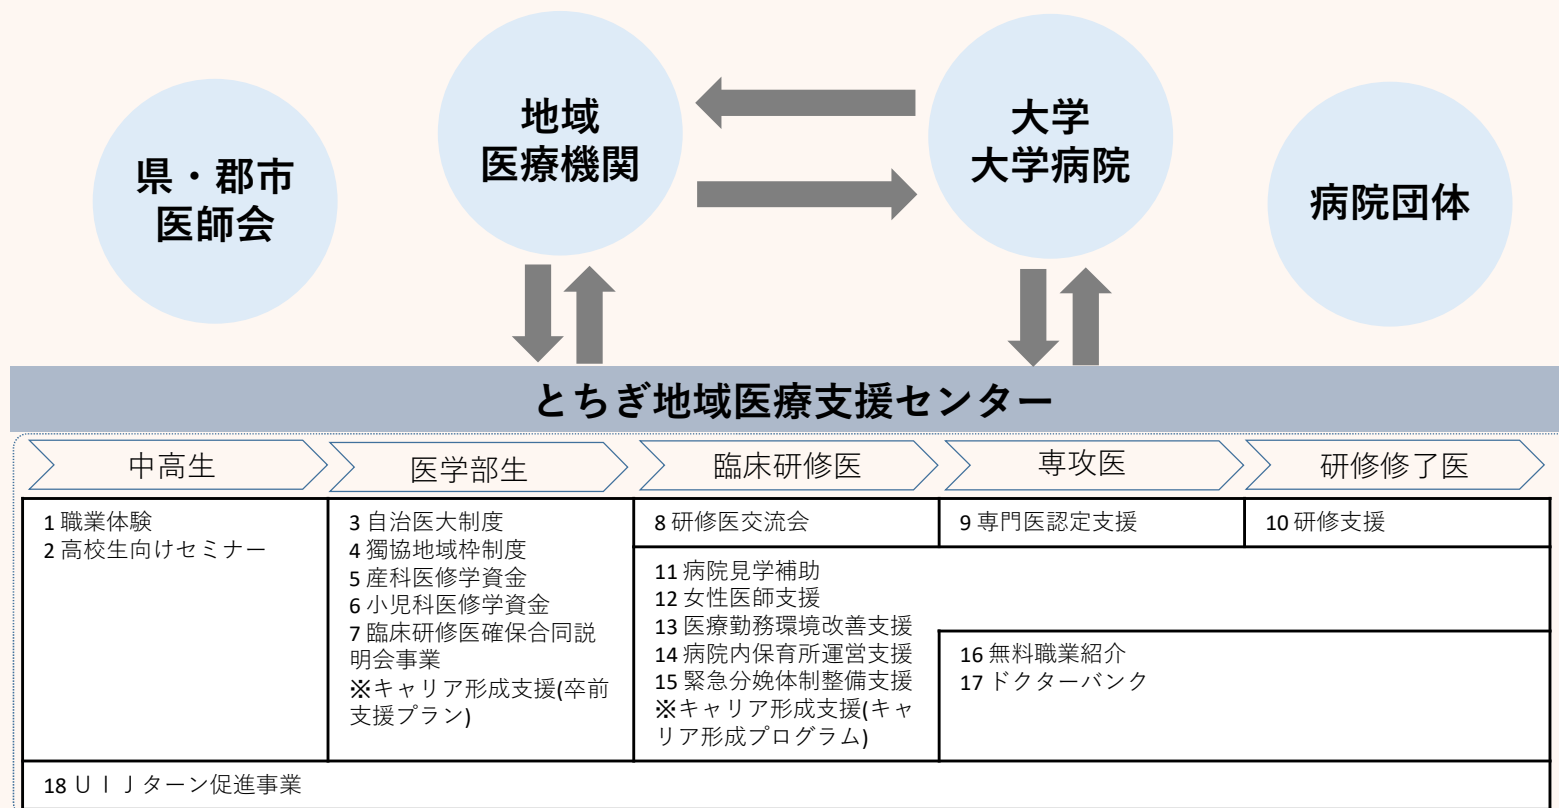 県・郡市
医師会
地域
医療機関
大学
大学病院
病院団体
とちぎ地域医療支援センター
中高生
医学部生
臨床研修医
専攻医
研修修了医
1 職業体験
2 高校生向けセミナー
3 自治医大制度
4 獨協地域枠制度
5 産科医修学資金
6 小児科医修学資金
7 臨床研修医確保合同説
明会事業
※キャリア形成支援(卒前
支援プラン)
8 研修医交流会
9 専門医認定支援
10 研修支援
11 病院見学補助
12 女性医師支援
13 医療勤務環境改善支援
14 病院内保育所運営支援
15 緊急分娩体制整備支援
※キャリア形成支援(キャ
リア形成プログラム)
16 無料職業紹介
17 ドクターバンク
18 ＵＩＪターン促進事業